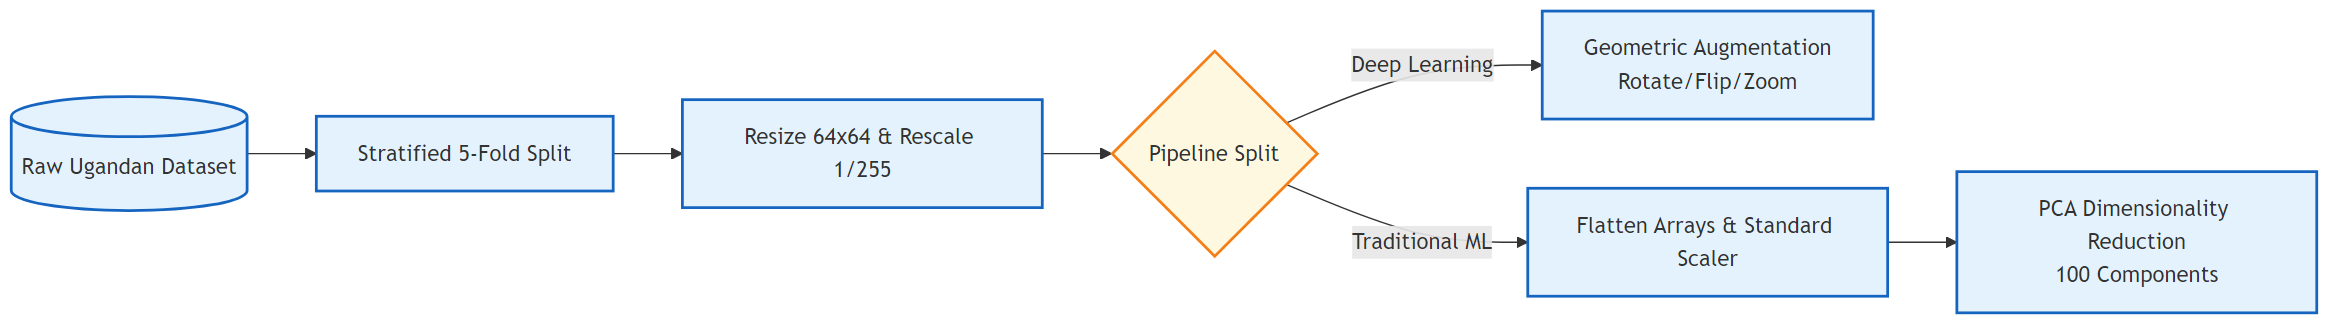 Raw Ugandan Dataset
Stratified 5-Fold Split
Resize 64x64 & Rescale
1/255
Pipeline Split
Deep Learning
Geometric Augmentation
Rotate/Flip/Zoom
Traditional ML
Flatten Arrays & Standard
Scaler
PCA Dimensionality
Reduction
100 Components